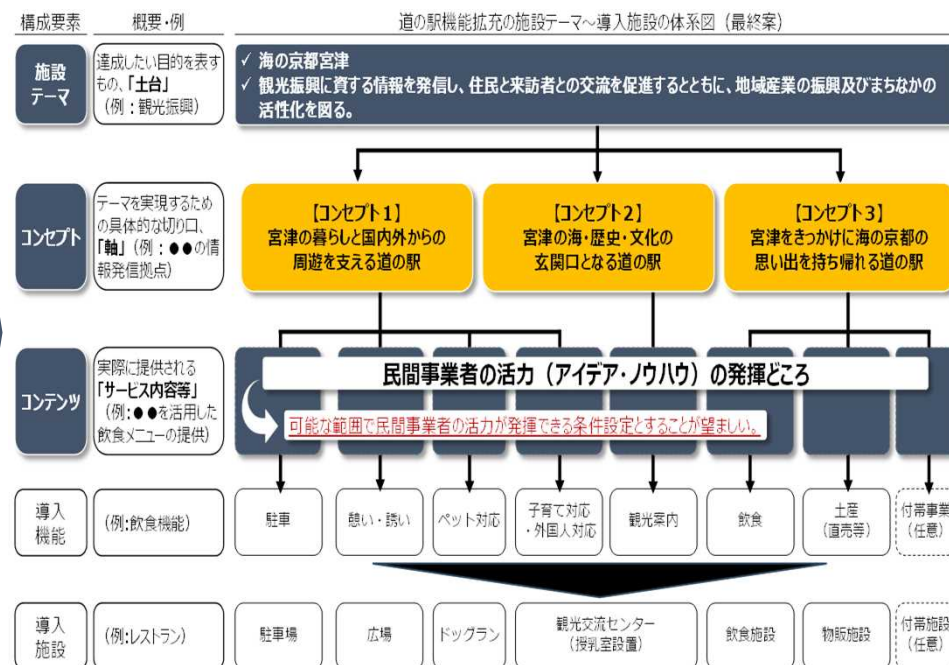 構成要素
概要・例
道の駅機能拡充の施設テーマ～導入施設の体系図（最終案）
施設
テーマ
達成したい目的を表す
もの、「土台」
（例：観光振興）
✓ 海の京都宮津
✓ 観光振興に資する情報を発信し、住民と来訪者との交流を促進するとともに、地域産業の振興及びまちなかの
活性化を図る。
コンセプト
テーマを実現するため
の具体的な切り口、
「軸」（例：●●の情
報発信拠点）
【コンセプト1】
宮津の暮らしと国内外からの
周遊を支える道の駅
【コンセプト2】
宮津の海・歴史・文化の
玄関口となる道の駅
【コンセプト3】
宮津をきっかけに海の京都の
思い出を持ち帰れる道の駅
コンテンツ
実際に提供される
「サービス内容等」
（例：●●を活用した
飲食メニューの提供）
民間事業者の活力（アイデア・ノウハウ）の発揮どころ
可能な範囲で民間事業者の活力が発揮できる条件設定とすることが望ましい。
導入
機能
（例：飲食機能）
駐車
憩い・誘い
ペット対応
子育て対応
・外国人対応
観光案内
飲食
土産
（直売等）
付帯事業
（任意）
導入
施設
（例：レストラン）
駐車場
広場
ドッグラン
観光交流センター
（授乳室設置）
飲食施設
物販施設
付帯施設
（任意）